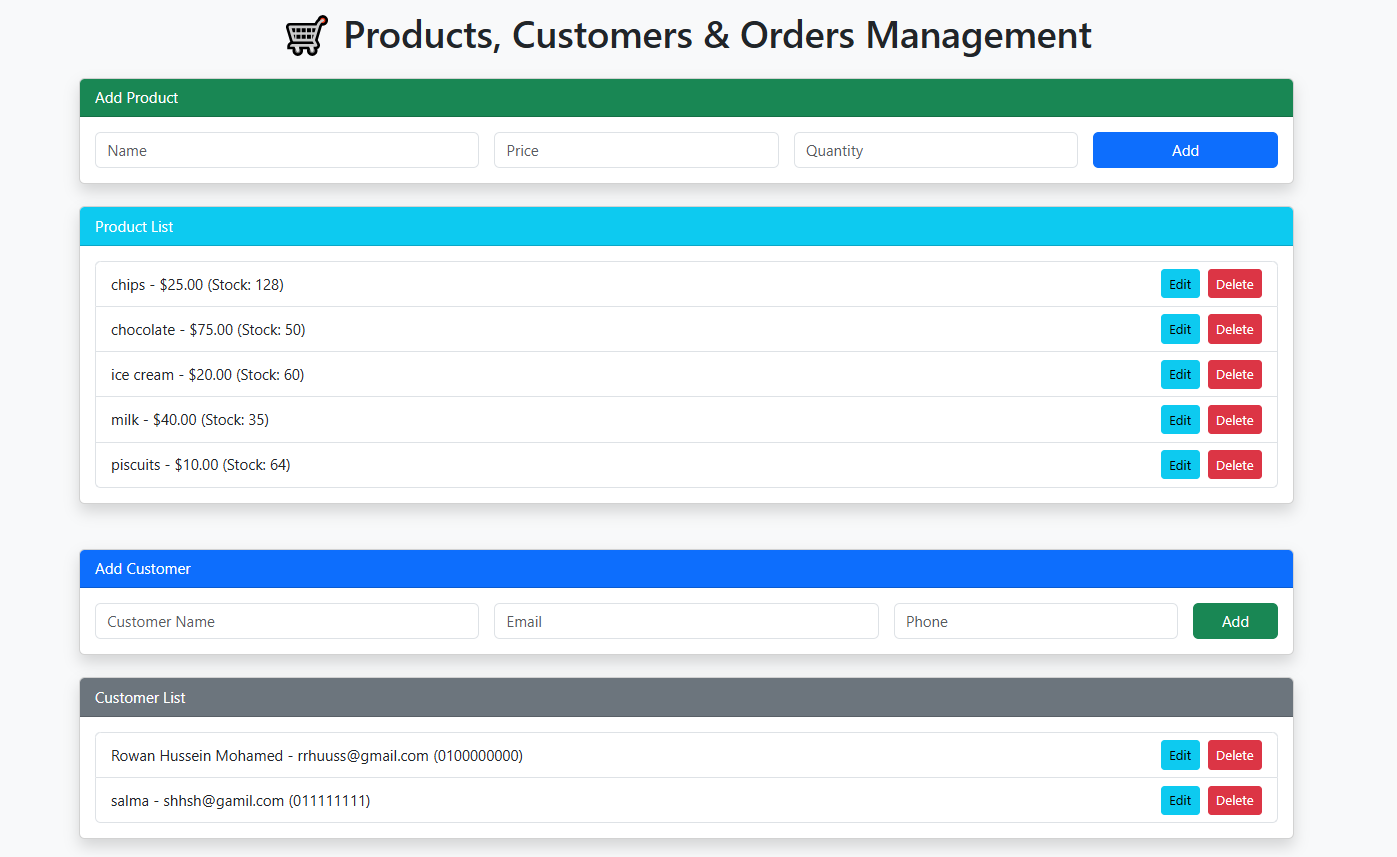 Products, Customers & Orders Management
Add Product
Name Price Quantity Add
Product List
chips - $25.00 (Stock: 128) Edit Delete
chocolate - $75.00 (Stock: 50) Edit Delete
ice cream - $20.00 (Stock: 60) Edit Delete
milk - $40.00 (Stock: 35) Edit Delete
piscuits - $10.00 (Stock: 64) Edit Delete
Add Customer
Customer Name Email Phone Add
Customer List
Rowan Hussein Mohamed - rrhuuss@gmail.com (0100000000) Edit Delete
salma - shhsh@gamil.com (011111111) Edit Delete